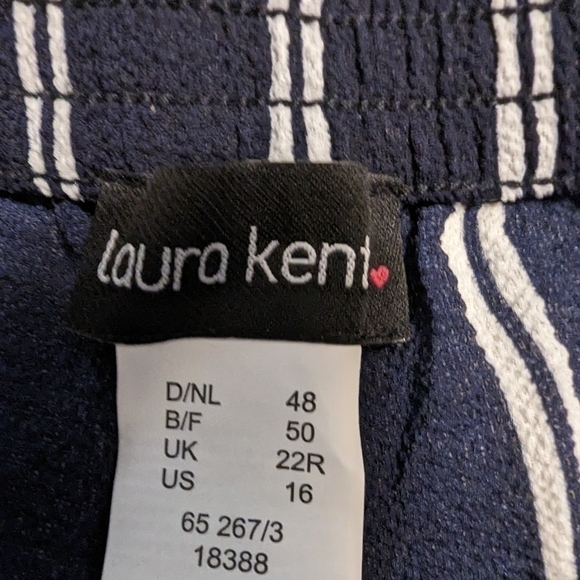 laura kent
D/NL 48
B/F 50
UK 22R
US 16
65 267/3
18388